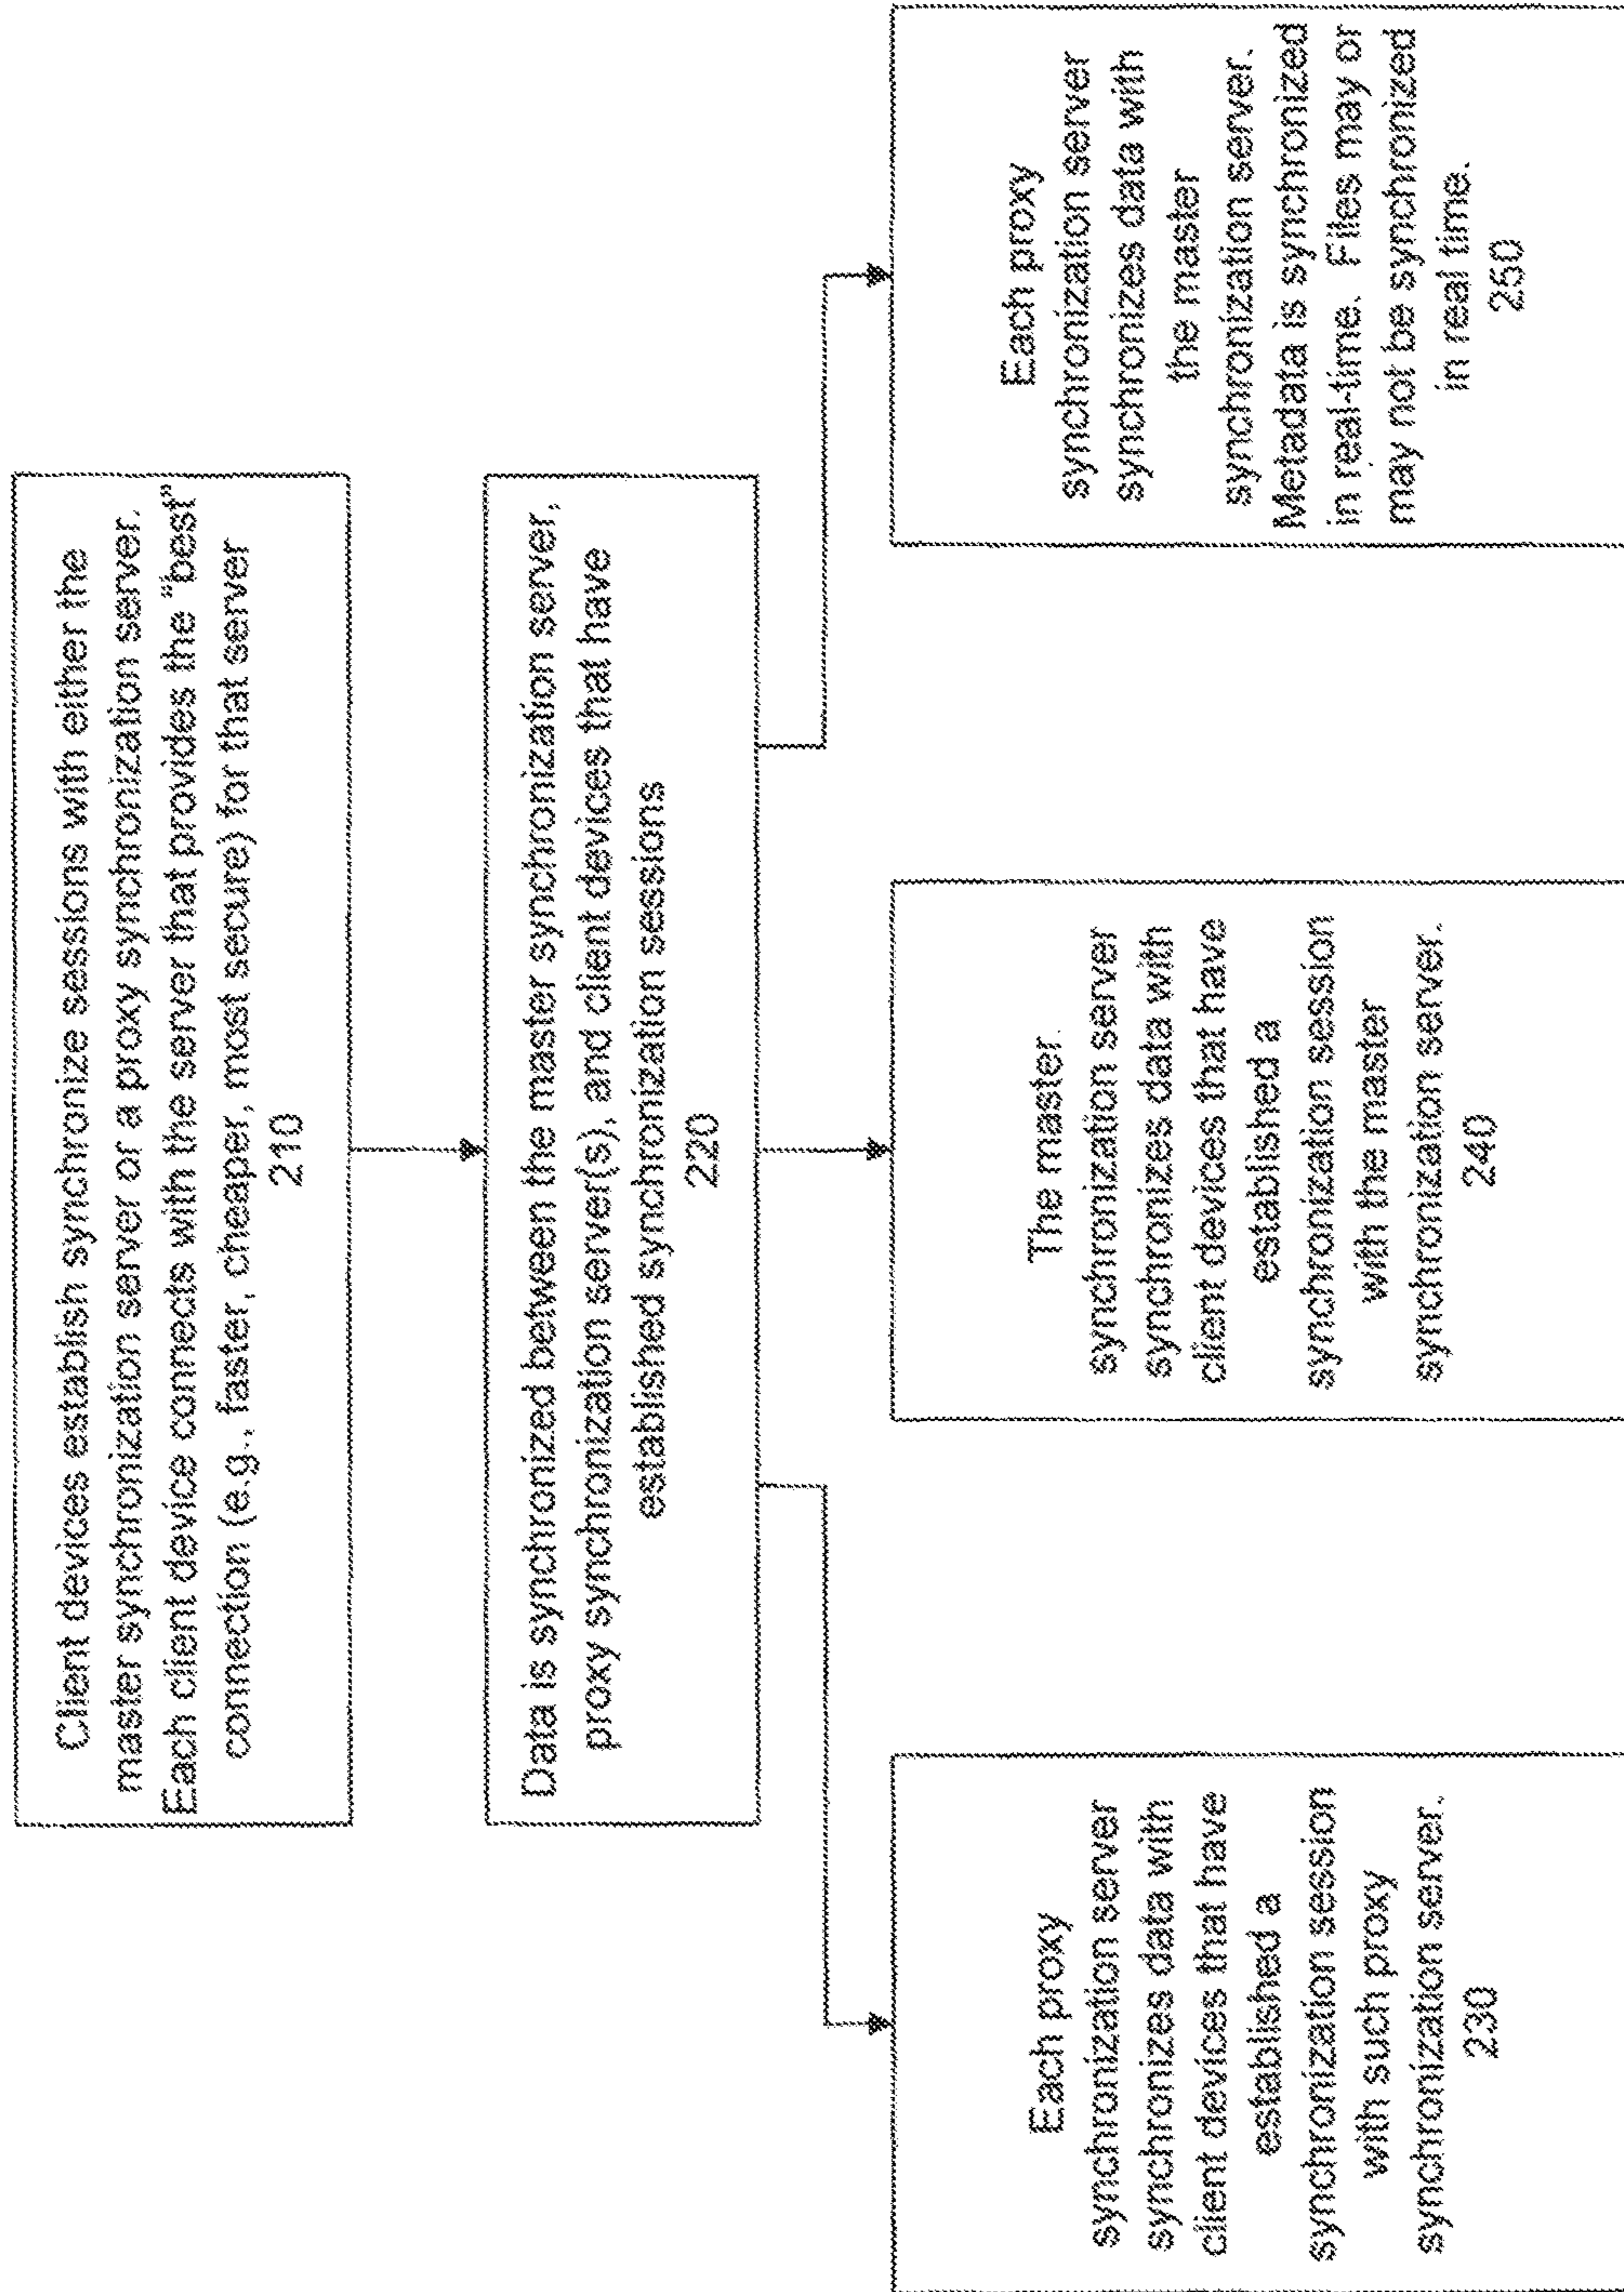 Client devices establish synchronize sessions with either the
master synchronization server or a proxy synchronization server.
Each client device connects with the server that provides the "best"
connection (e.g., faster, cheaper, most secure) for that server
210
Data is synchronized between the master synchronization server,
proxy synchronization server(s), and client devices that have
established synchronization sessions
220
Each proxy
synchronization server
synchronizes data with
client devices that have
established a
synchronization session
with such proxy
synchronization server.
230
The master
synchronization server
synchronizes data with
client devices that have
established a
synchronization session
with the master
synchronization server.
240
Each proxy
synchronization server
synchronizes data with
the master
synchronization server.
Metadata is synchronized
in real-time. Files may or
may not be synchronized
in real time.
250